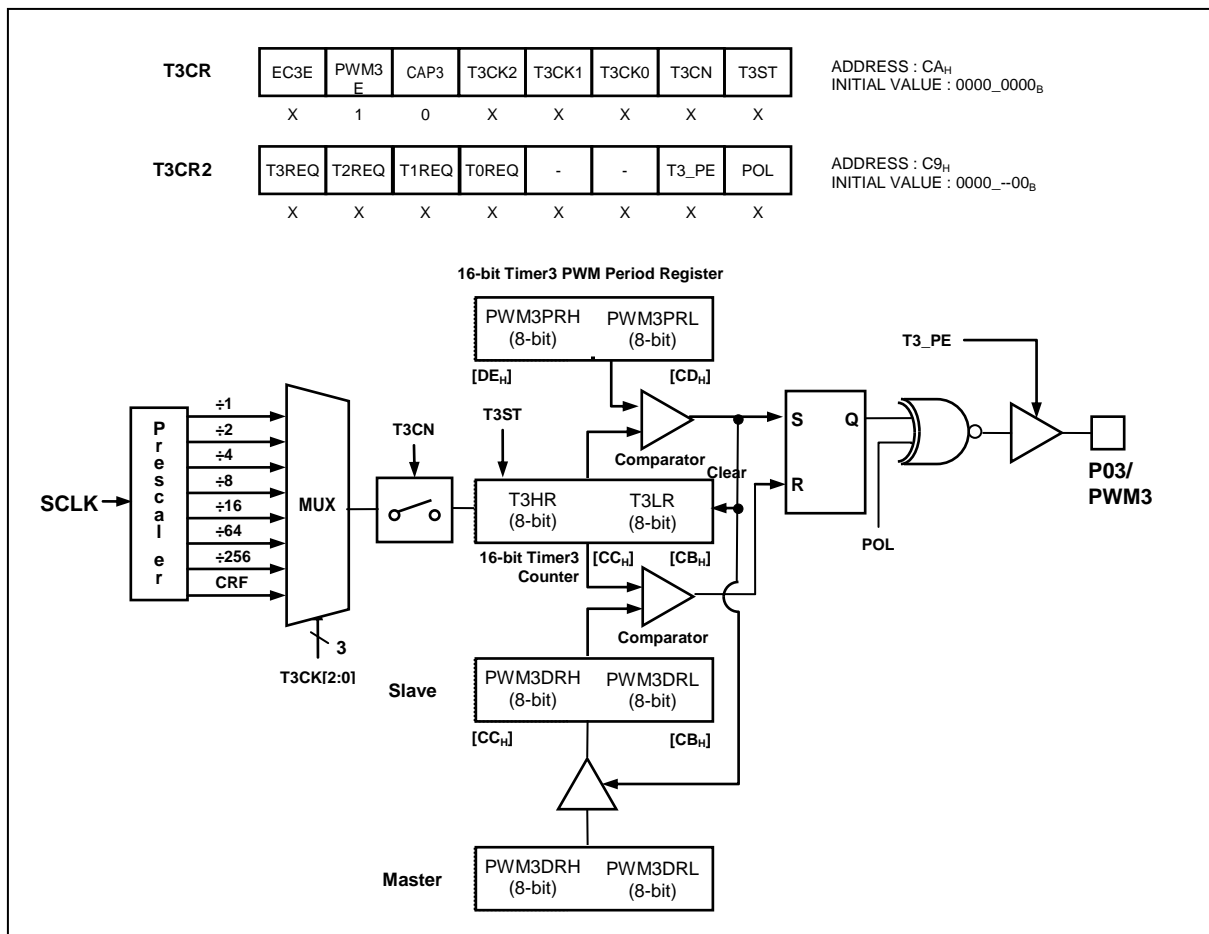 T3CR
EC3E PWM3E CAP3 T3CK2 T3CK1 T3CK0 T3CN T3ST
ADDRESS : CAH
INITIAL VALUE : 0000_0000B
X 1 0 X X X X X
T3CR2
T3REQ T2REQ T1REQ T0REQ - - T3_PE POL
ADDRESS : C9H
INITIAL VALUE : 0000_--00B
X X X X X X X X
16-bit Timer3 PWM Period Register
PWM3PRH
(8-bit)
PWM3PRL
(8-bit)
[DEH]
[CDH]
T3_PE
Prescaler
SCLK
÷1
÷2
÷4
÷8
÷16
÷64
÷256
CRF
MUX
3
T3CK[2:0]
T3CN
T3ST
Comparator
Clear
T3HR
(8-bit)
T3LR
(8-bit)
16-bit Timer3
Counter
[CCH]
[CBH]
Comparator
S
Q
R
POL
P03/
PWM3
Slave
PWM3DRH
(8-bit)
PWM3DRL
(8-bit)
[CCH]
[CBH]
Master
PWM3DRH
(8-bit)
PWM3DRL
(8-bit)